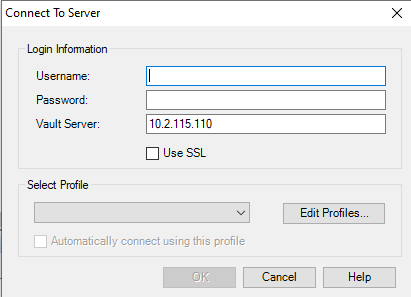 Connect To Server
Login Information
Username:
Password:
Vault Server: 10.2.115.110
Use SSL
Select Profile
Edit Profiles...
Automatically connect using this profile
OK Cancel Help